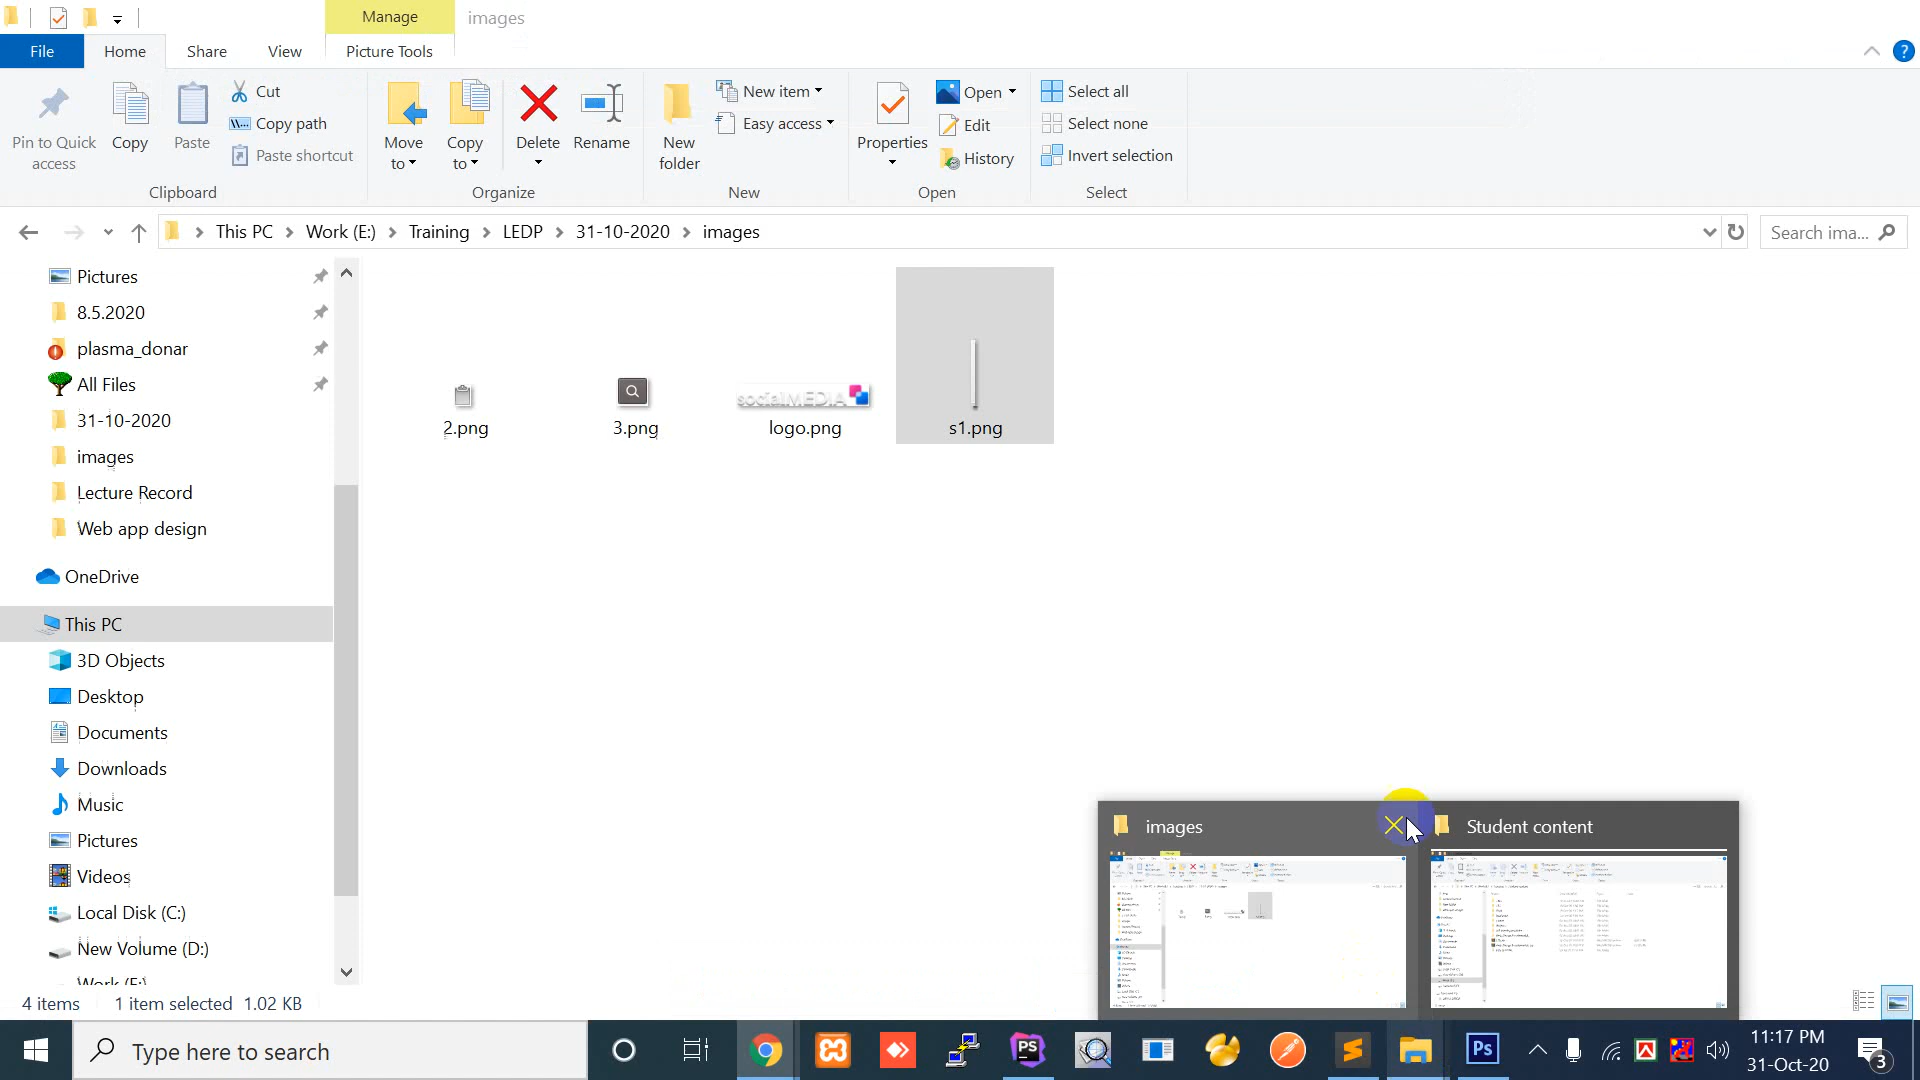 Manage
images
File
Home
Share
View
Picture Tools
Pin to Quick access
Copy
Paste
Cut
Copy path
Paste shortcut
Clipboard
Move to
Copy to
Delete
Rename
Organize
New folder
New item
Easy access
New
Properties
Open
Edit
History
Open
Select all
Select none
Invert selection
Select
This PC
Work (E:)
Training
LEDP
31-10-2020
images
Search ima...
Pictures
8.5.2020
plasma_donar
All Files
31-10-2020
images
Lecture Record
Web app design
OneDrive
This PC
3D Objects
Desktop
Documents
Downloads
Music
Pictures
Videos
Local Disk (C:)
New Volume (D:)
Work (E:)
socialMEDIA
2.png
3.png
logo.png
s1.png
images
Student content
4 items
1 item selected 1.02 KB
Type here to search
PS
Ps
11:17 PM
31-Oct-20
3